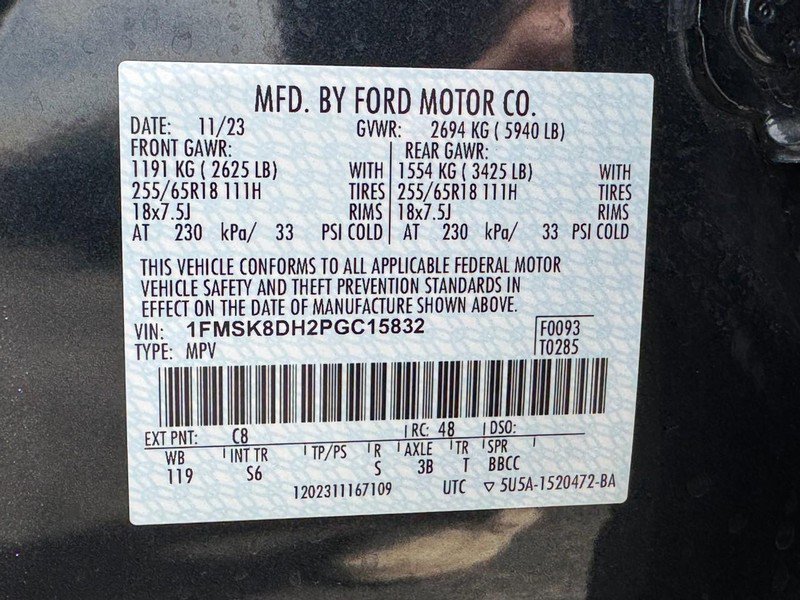 MFD. BY FORD MOTOR CO.
DATE: 11/23 GVWR: 2694 KG ( 5940 LB)
FRONT GAWR: REAR GAWR:
1191 KG ( 2625 LB) WITH 1554 KG ( 3425 LB) WITH
255/65R18 111H TIRES 255/65R18 111H TIRES
18x7.5J RIMS 18x7.5J RIMS
AT 230 kPa/ 33 PSI COLD AT 230 kPa/ 33 PSI COLD
THIS VEHICLE CONFORMS TO ALL APPLICABLE FEDERAL MOTOR
VEHICLE SAFETY AND THEFT PREVENTION STANDARDS IN
EFFECT ON THE DATE OF MANUFACTURE SHOWN ABOVE.
VIN: 1FMSK8DH2PGC15832 F0093
TYPE: MPV T0285
EXT PNT: C8 RC: 48 DSO:
WB INT TR TP/PS R AXLE TR SPR
119 S6 S 3B T BBCC
1202311167109 UTC ▽ 5U5A-1520472-BA